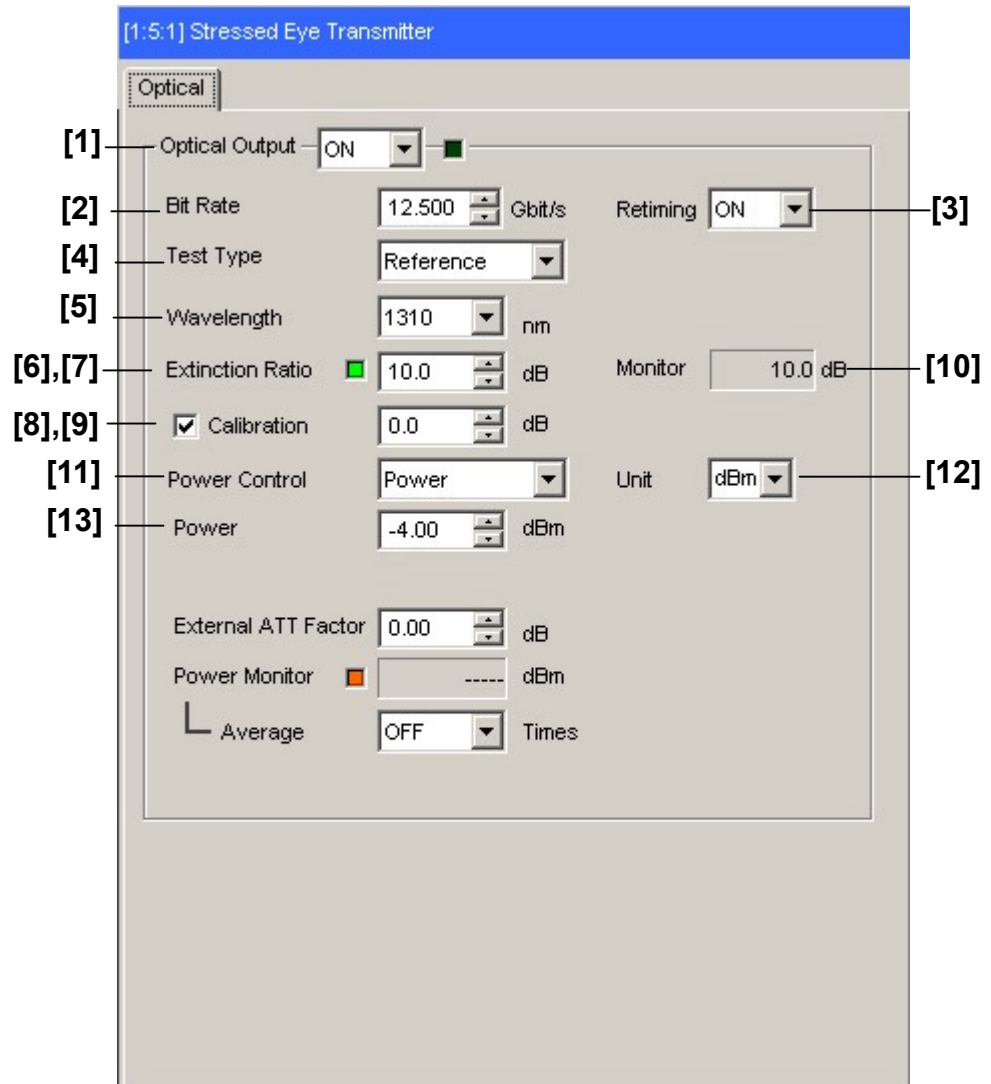 [1:5:1] Stressed Eye Transmitter
Optical
[1] Optical Output ON
[2] Bit Rate 12.500 Gbit/s Retiming ON [3]
[4] Test Type Reference
[5] Wavelength 1310 nm
[6],[7] Extinction Ratio 10.0 dB Monitor 10.0 dB [10]
[8],[9] Calibration 0.0 dB
[11] Power Control Power Unit dBm [12]
[13] Power -4.00 dBm
External ATT Factor 0.00 dB
Power Monitor ----- dBm
Average OFF Times